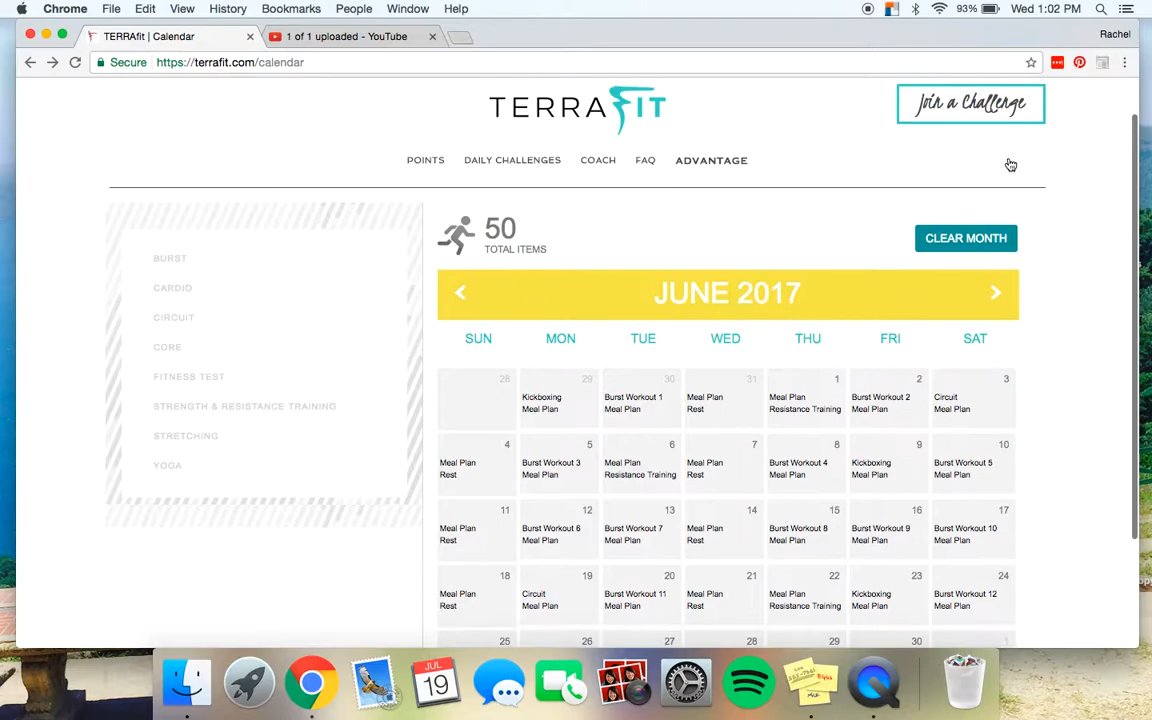 Chrome File Edit View History Bookmarks People Window Help 93% Wed 1:02 PM
TERRAfit | Calendar 1 of 1 uploaded - YouTube Rachel
Secure https://terrafit.com/calendar
TERRAFIT
Join a Challenge
POINTS DAILY CHALLENGES COACH FAQ ADVANTAGE
BURST
CARDIO
CIRCUIT
CORE
FITNESS TEST
STRENGTH & RESISTANCE TRAINING
STRETCHING
YOGA
50
TOTAL ITEMS
CLEAR MONTH
< JUNE 2017 >
SUN MON TUE WED THU FRI SAT
28 29 30 31 1 2 3
Kickboxing Burst Workout 1 Meal Plan Meal Plan Burst Workout 2 Circuit
Meal Plan Meal Plan Rest Resistance Training Meal Plan Meal Plan
4 5 6 7 8 9 10
Meal Plan Burst Workout 3 Meal Plan Meal Plan Burst Workout 4 Kickboxing Burst Workout 5
Rest Meal Plan Resistance Training Rest Meal Plan Meal Plan Meal Plan
11 12 13 14 15 16 17
Meal Plan Burst Workout 6 Burst Workout 7 Meal Plan Burst Workout 8 Burst Workout 9 Burst Workout 10
Rest Meal Plan Meal Plan Rest Meal Plan Meal Plan Meal Plan
18 19 20 21 22 23 24
Meal Plan Circuit Burst Workout 11 Meal Plan Meal Plan Kickboxing Burst Workout 12
Rest Meal Plan Meal Plan Rest Resistance Training Meal Plan Meal Plan
25 26 27 28 29 30 1
JUL
19